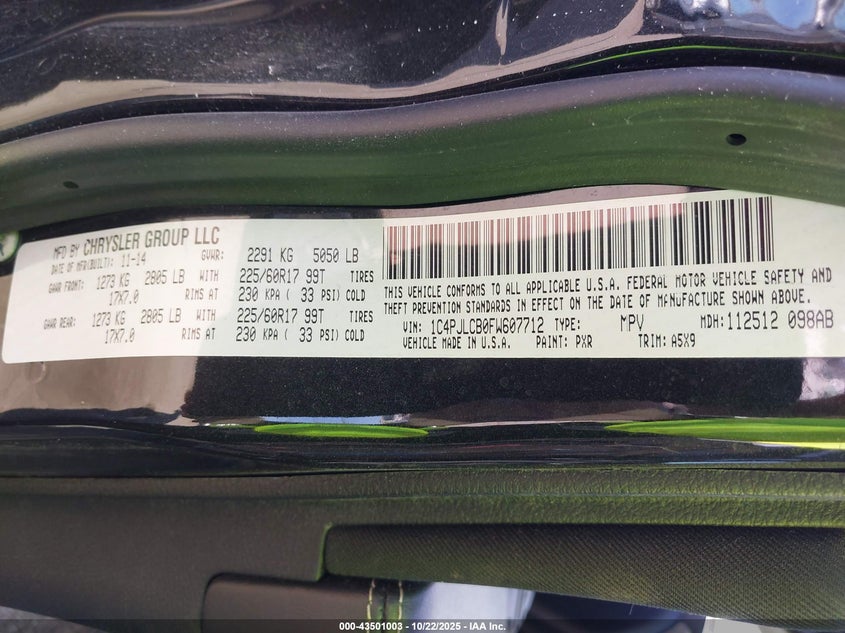 MFD BY CHRYSLER GROUP LLC
DATE OF MFR(BUILT): 11-14 GVWR: 2291 KG 5050 LB
GAWR FRONT: 1273 KG 2805 LB WITH 225/60R17 99T TIRES
17X7.0 RIMS AT 230 KPA ( 33 PSI) COLD
GAWR REAR: 1273 KG 2805 LB WITH 225/60R17 99T TIRES
17X7.0 RIMS AT 230 KPA ( 33 PSI) COLD
THIS VEHICLE CONFORMS TO ALL APPLICABLE U.S.A. FEDERAL MOTOR VEHICLE SAFETY AND
THEFT PREVENTION STANDARDS IN EFFECT ON THE DATE OF MANUFACTURE SHOWN ABOVE.
VIN: 1C4PJLCB0FW607712 TYPE: MPV MDH: 112512 098AB
VEHICLE MADE IN U.S.A. PAINT: PXR TRIM: A5X9
000-43501003 - 10/22/2025 - IAA Inc.